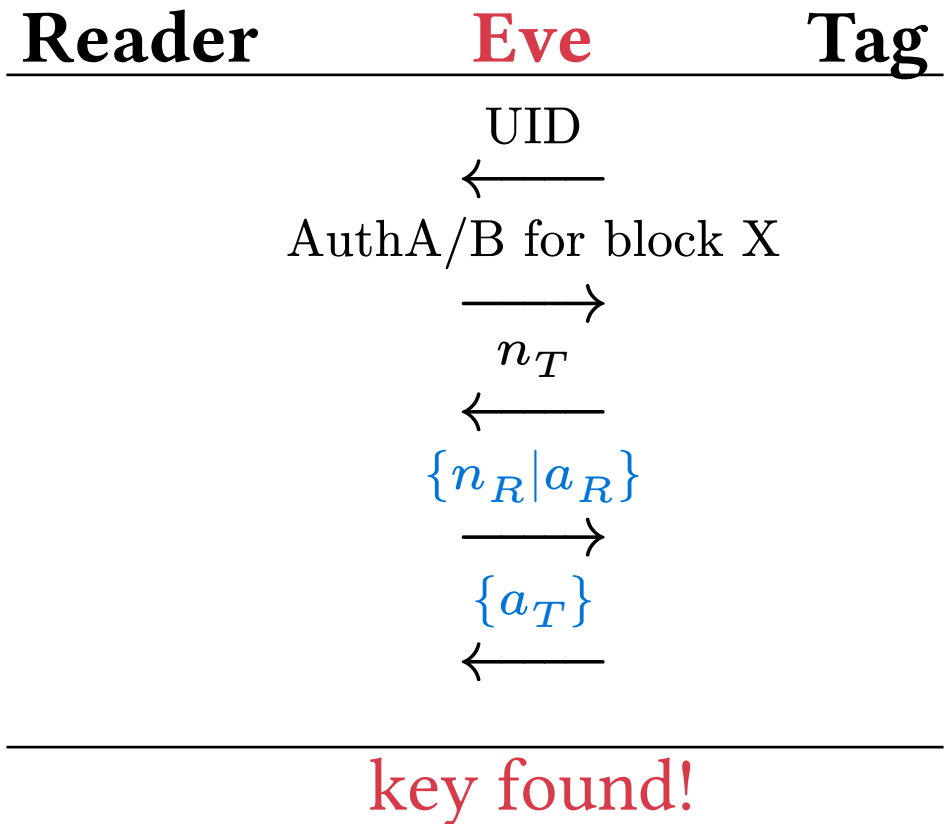 Reader Eve Tag
UID
AuthA/B for block X
n_T
{n_R|a_R}
{a_T}
key found!